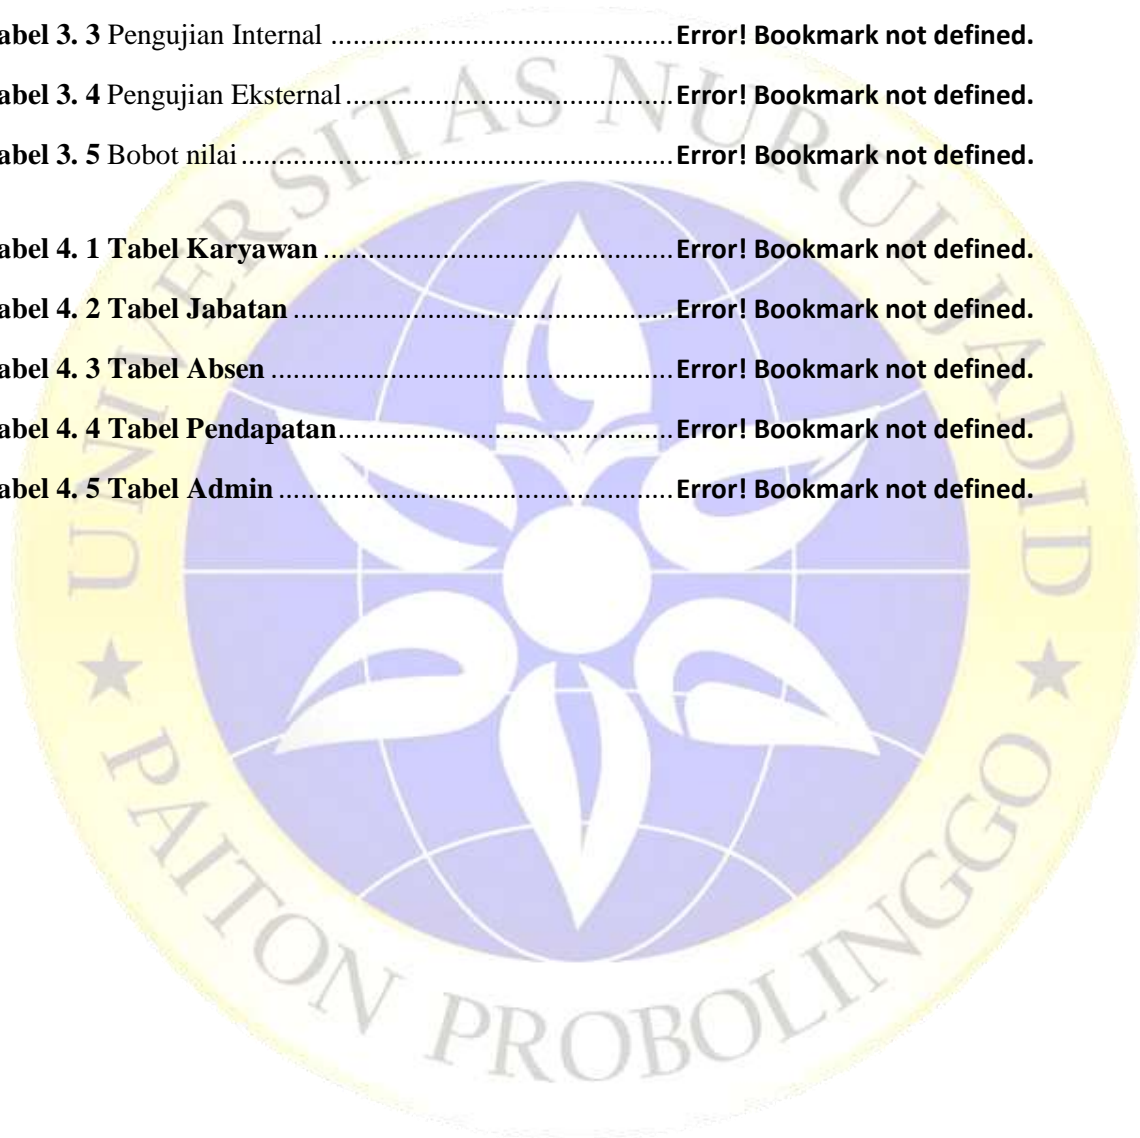 abel 3. 3 Pengujian Internal ............................................. Error! Bookmark not defined.
abel 3. 4 Pengujian Eksternal ............................................ Error! Bookmark not defined.
abel 3. 5 Bobot nilai ......................................................... Error! Bookmark not defined.
abel 4. 1 Tabel Karyawan .............................................. Error! Bookmark not defined.
abel 4. 2 Tabel Jabatan .................................................. Error! Bookmark not defined.
abel 4. 3 Tabel Absen ..................................................... Error! Bookmark not defined.
abel 4. 4 Tabel Pendapatan ............................................ Error! Bookmark not defined.
abel 4. 5 Tabel Admin .................................................... Error! Bookmark not defined.
UNIVERSITAS NURUL JADID
★ PAITON PROBOLINGGO ★